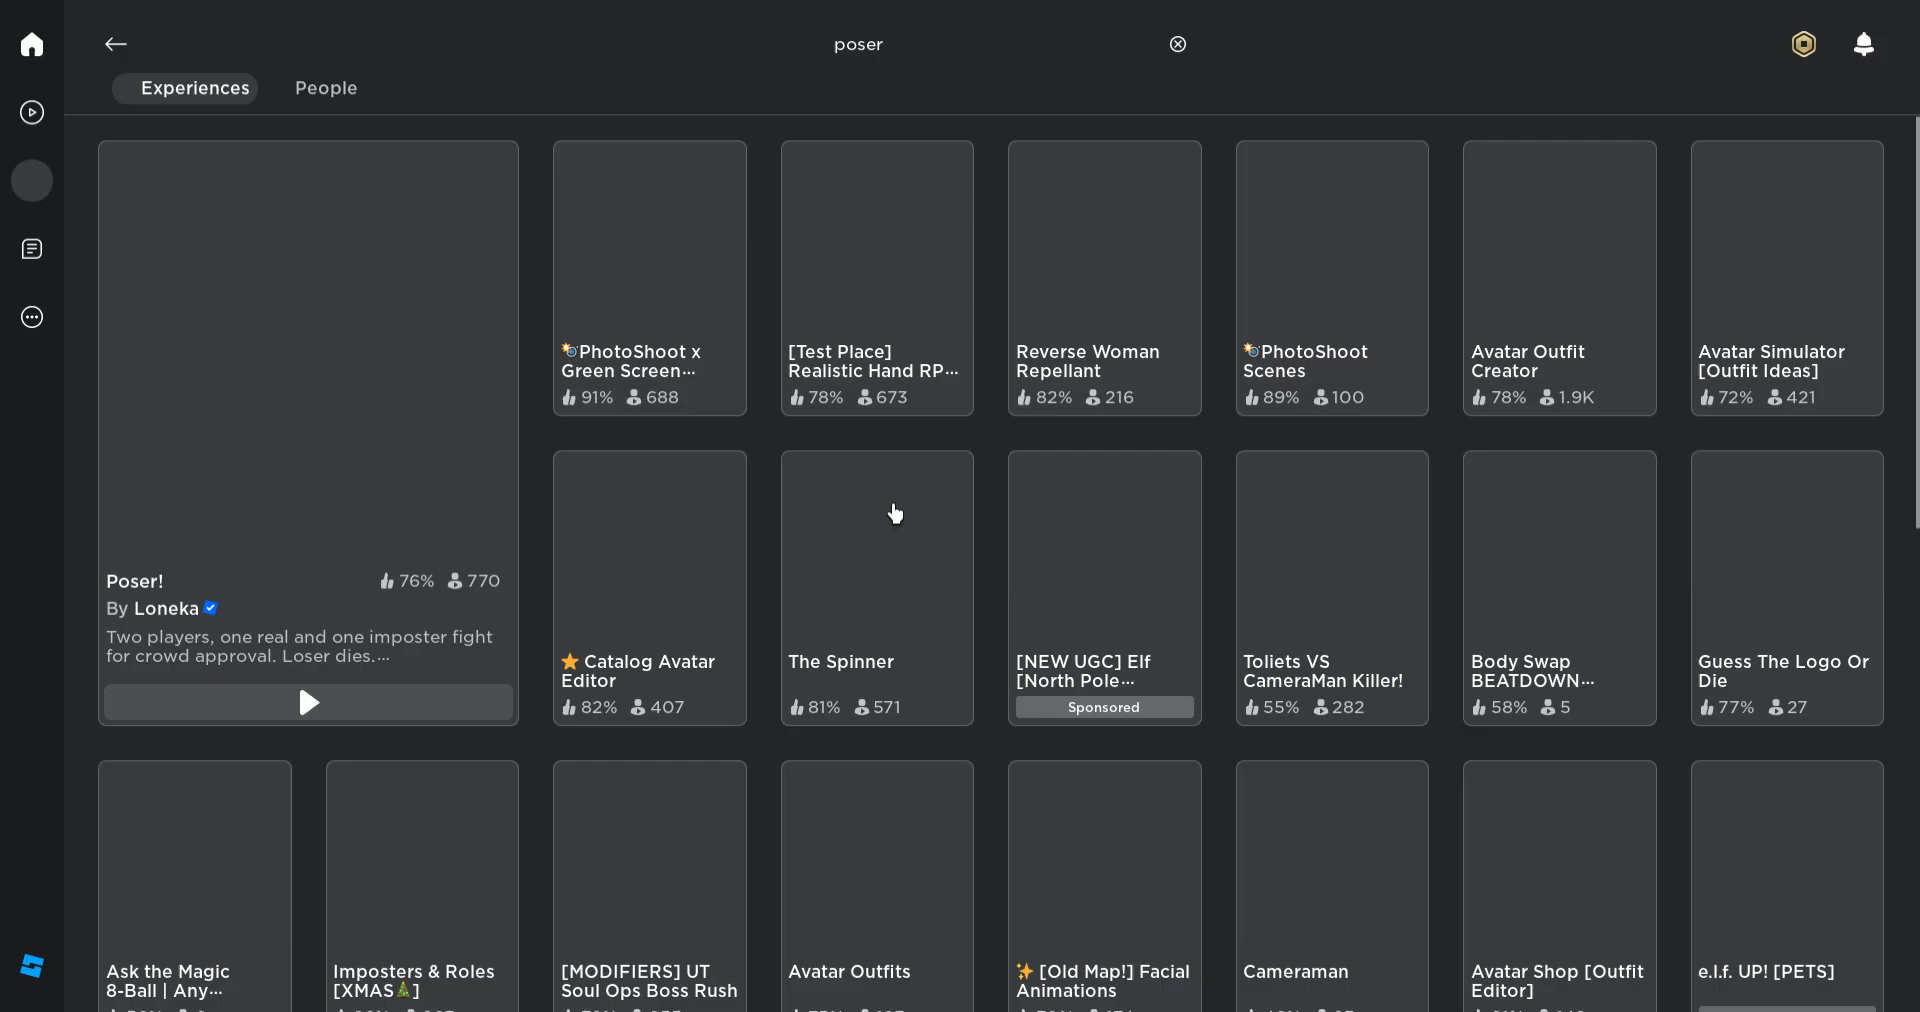 poser
Experiences
People
Poser!
76%
770
By Loneka
Two players, one real and one imposter fight
for crowd approval. Loser dies.…
PhotoShoot x
Green Screen…
91%
688
[Test Place]
Realistic Hand RP…
78%
673
Reverse Woman
Repellant
82%
216
PhotoShoot
Scenes
89%
100
Avatar Outfit
Creator
78%
1.9K
Avatar Simulator
[Outfit Ideas]
72%
421
Catalog Avatar
Editor
82%
407
The Spinner
81%
571
[NEW UGC] Elf
[North Pole…
Sponsored
Toliets VS
CameraMan Killer!
55%
282
Body Swap
BEATDOWN…
58%
5
Guess The Logo Or
Die
77%
27
Ask the Magic
8-Ball | Any…
Imposters & Roles
[XMAS🎄]
[MODIFIERS] UT
Soul Ops Boss Rush
Avatar Outfits
✨ [Old Map!] Facial
Animations
Cameraman
Avatar Shop [Outfit
Editor]
e.l.f. UP! [PETS]